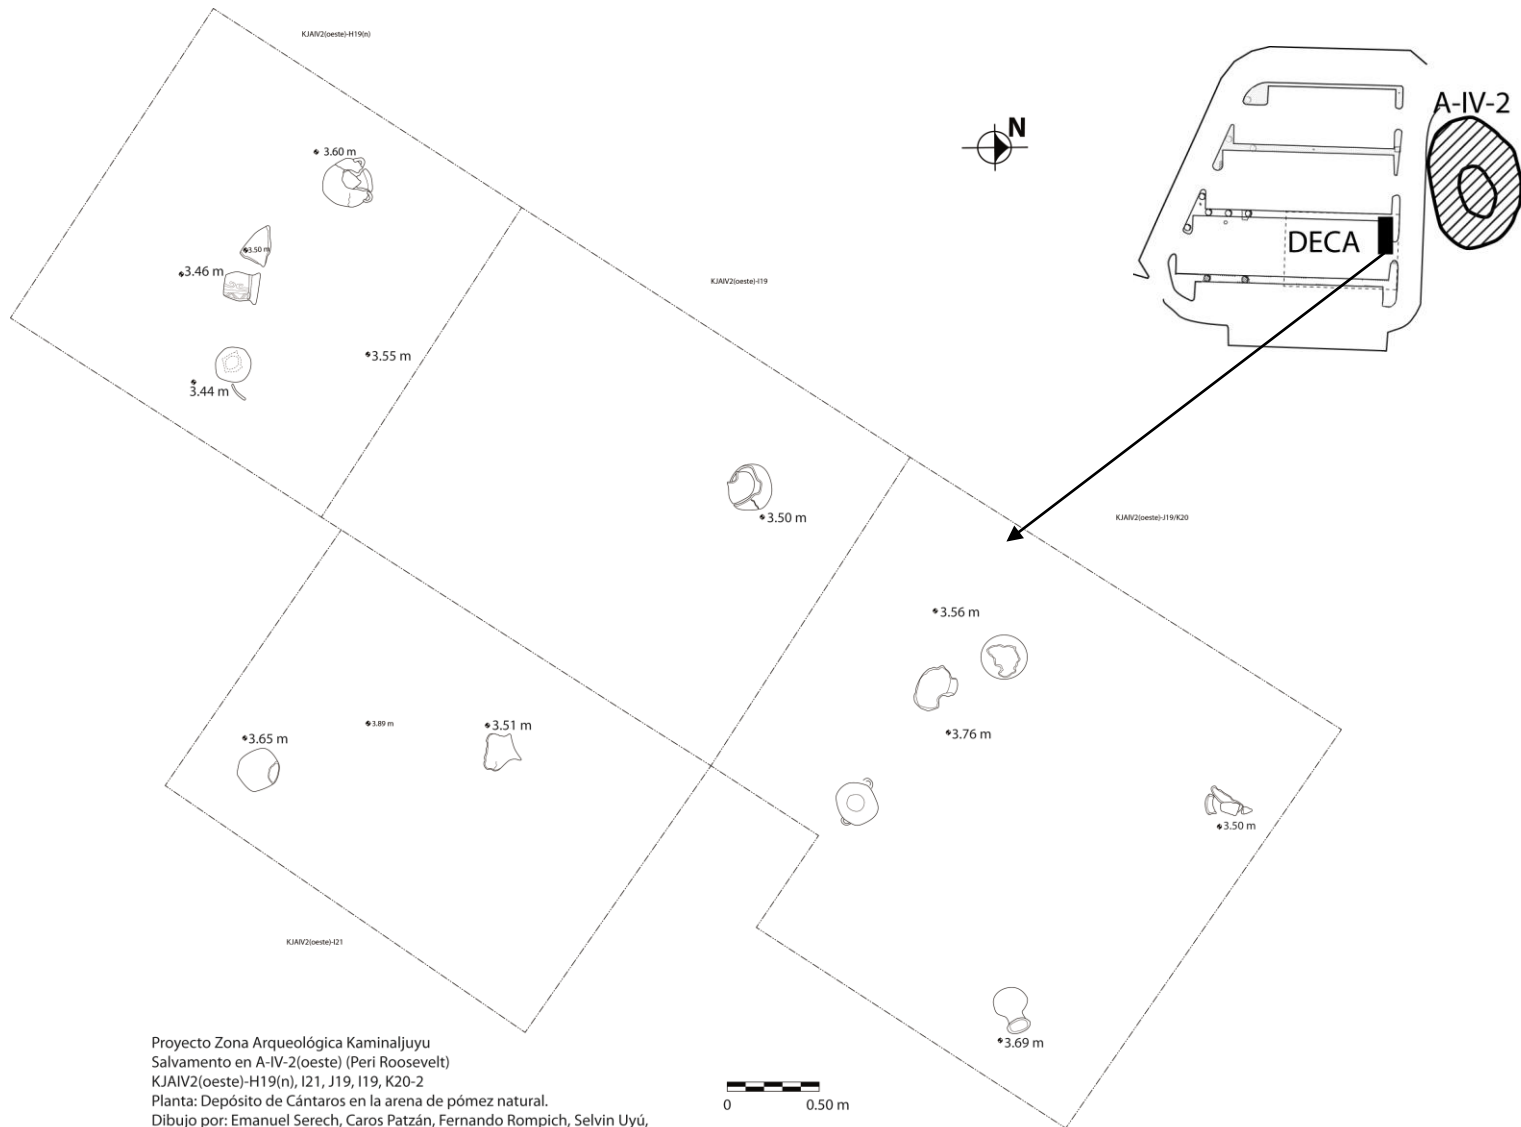 KJAIV2(oeste)-H19(n)
A-IV-2
N
3.60 m
3.50 m
3.46 m
DECA
KJAIV2(oeste)-I19
3.55 m
3.44 m
3.50 m
KJAIV2(oeste)-J19/K20
3.56 m
3.89 m
3.51 m
3.65 m
3.76 m
3.50 m
KJAIV2(oeste)-I21
3.69 m
Proyecto Zona Arqueológica Kaminaljuyu
Salvamento en A-IV-2(oeste) (Peri Roosevelt)
KJAIV2(oeste)-H19(n), I21, J19, I19, K20-2
Planta: Depósito de Cántaros en la arena de pómez natural.
Dibujo por: Emanuel Serech, Caros Patzán, Fernando Rompich, Selvin Uyú,
0 0.50 m